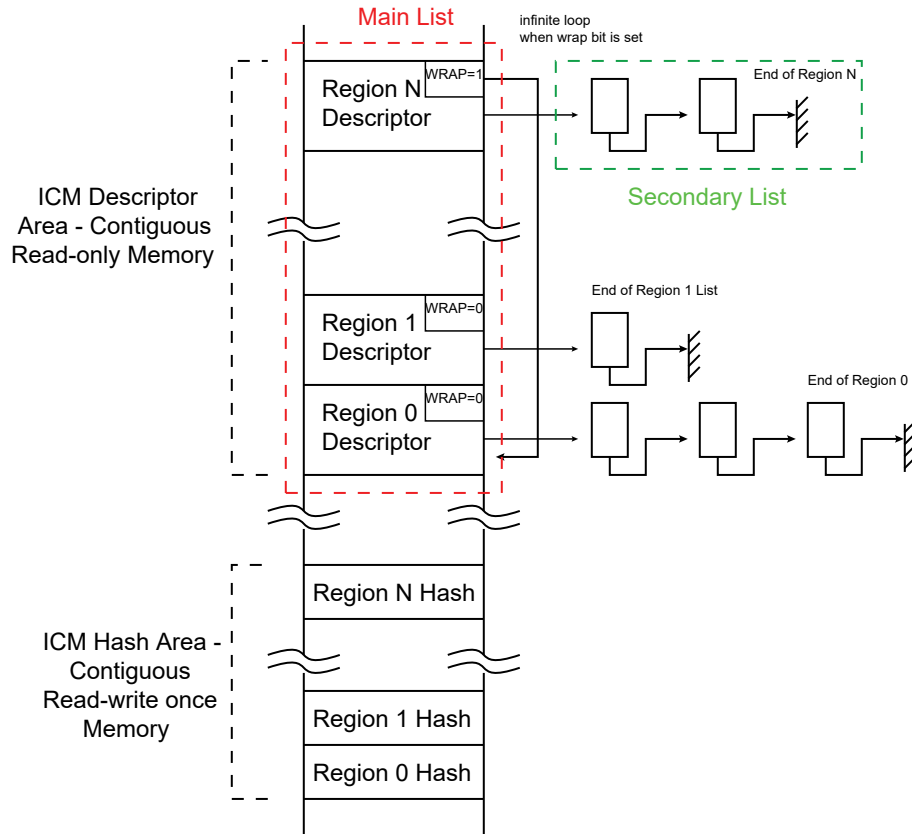 Main List
infinite loop
when wrap bit is set
WRAP=1
Region N
Descriptor
End of Region N
Secondary List
ICM Descriptor
Area - Contiguous
Read-only Memory
WRAP=0
Region 1
Descriptor
End of Region 1 List
WRAP=0
Region 0
Descriptor
End of Region 0
Region N Hash
ICM Hash Area -
Contiguous
Read-write once
Memory
Region 1 Hash
Region 0 Hash